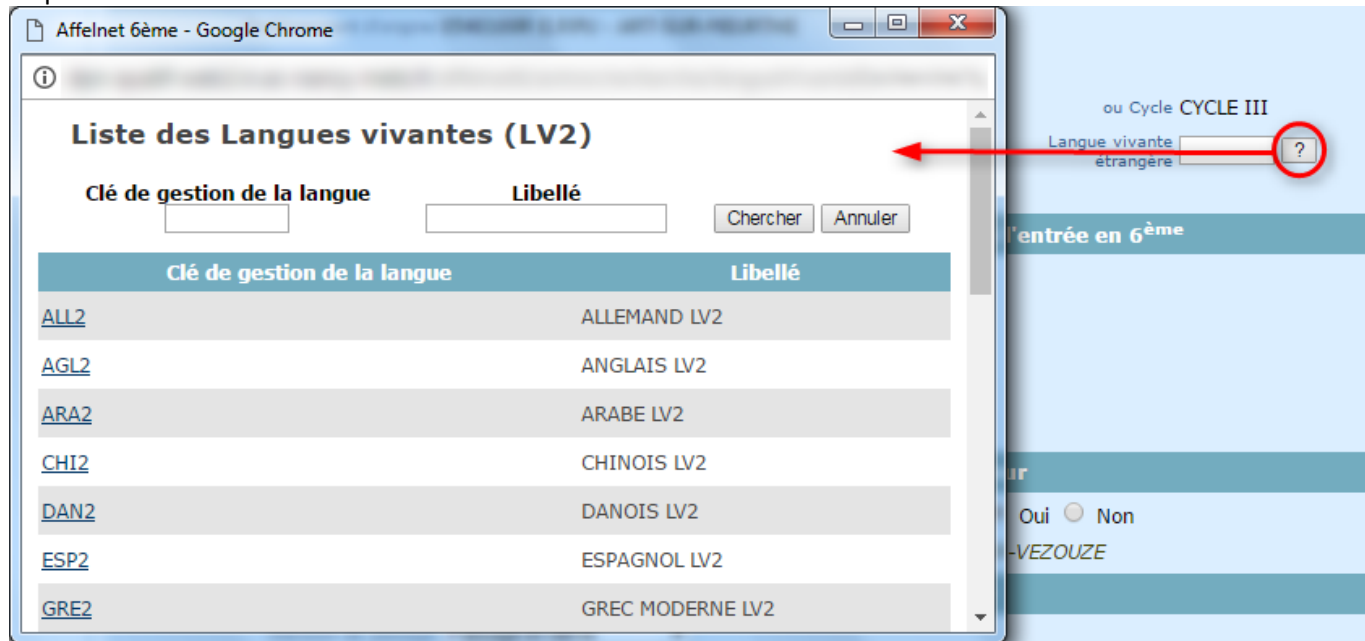 Affelnet 6ème - Google Chrome
Liste des Langues vivantes (LV2)
Clé de gestion de la langue Libellé
Chercher Annuler
Clé de gestion de la langue Libellé
ALL2 ALLEMAND LV2
AGL2 ANGLAIS LV2
ARA2 ARABE LV2
CHI2 CHINOIS LV2
DAN2 DANOIS LV2
ESP2 ESPAGNOL LV2
GRE2 GREC MODERNE LV2
ou Cycle CYCLE III
Langue vivante
étrangère ?
l'entrée en 6ème
ur
Oui Non
-VEZOUZE